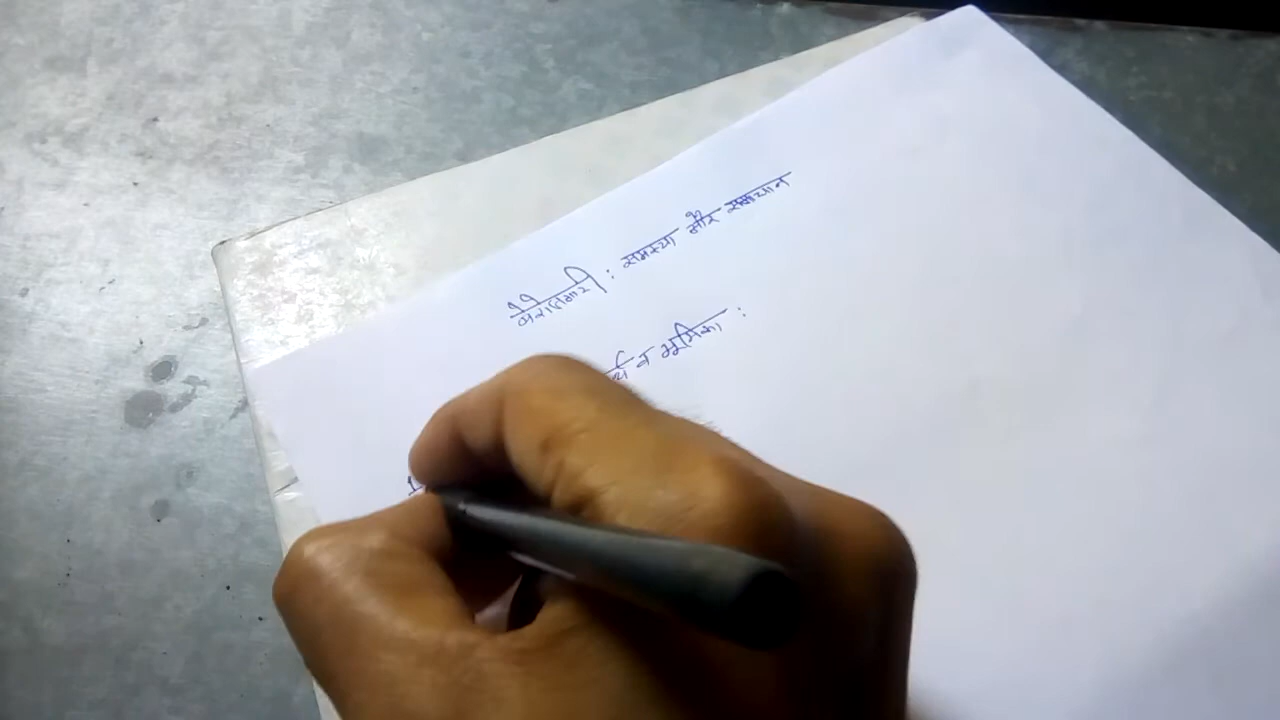 बेरोजगारी : समस्या और समाधान
र्थ व भूमिका :